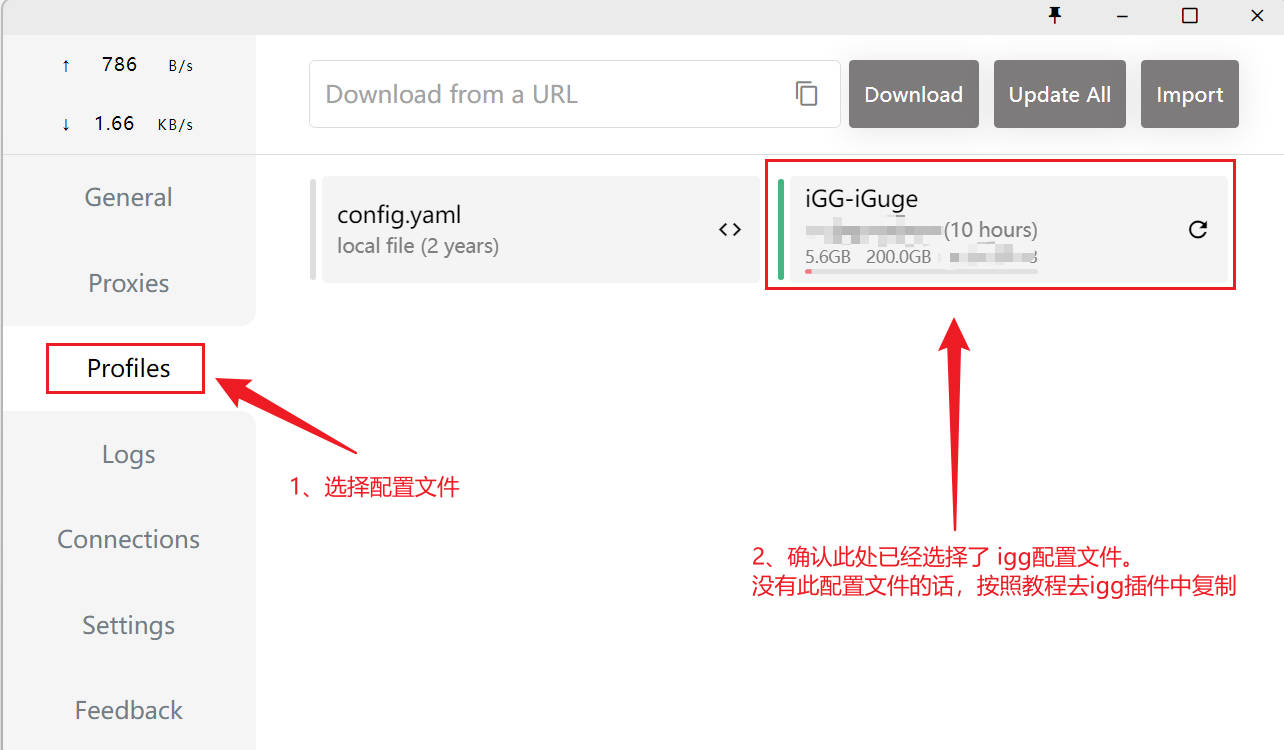 ↑ 786 B/s
↓ 1.66 KB/s
Download from a URL
Download
Update All
Import
General
Proxies
Profiles
Logs
Connections
Settings
Feedback
config.yaml
local file (2 years)
iGG-iGuge
(10 hours)
5.6GB 200.0GB
1、选择配置文件
2、确认此处已经选择了 igg配置文件。
没有此配置文件的话，按照教程去igg插件中复制